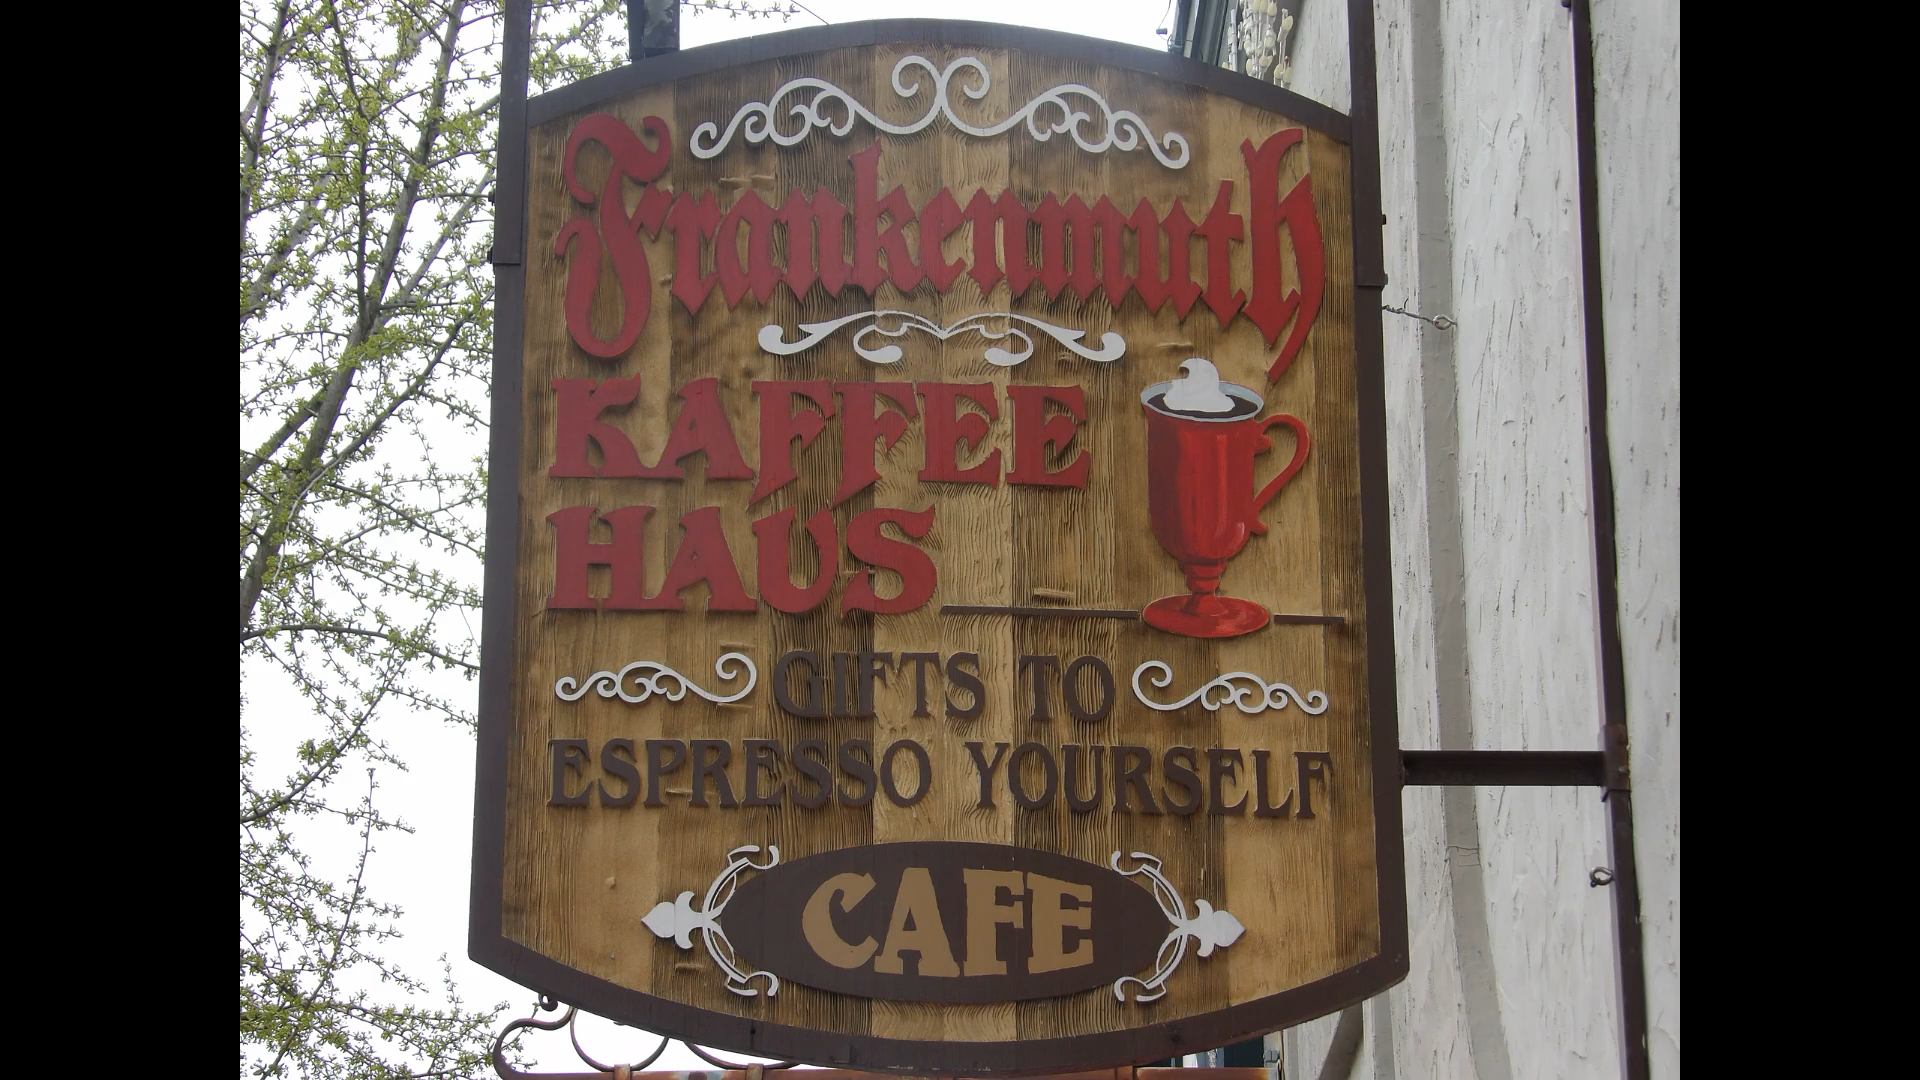 Frankenmuth
KAFFEE
HAUS
GIFTS TO
ESPRESSO YOURSELF
CAFE